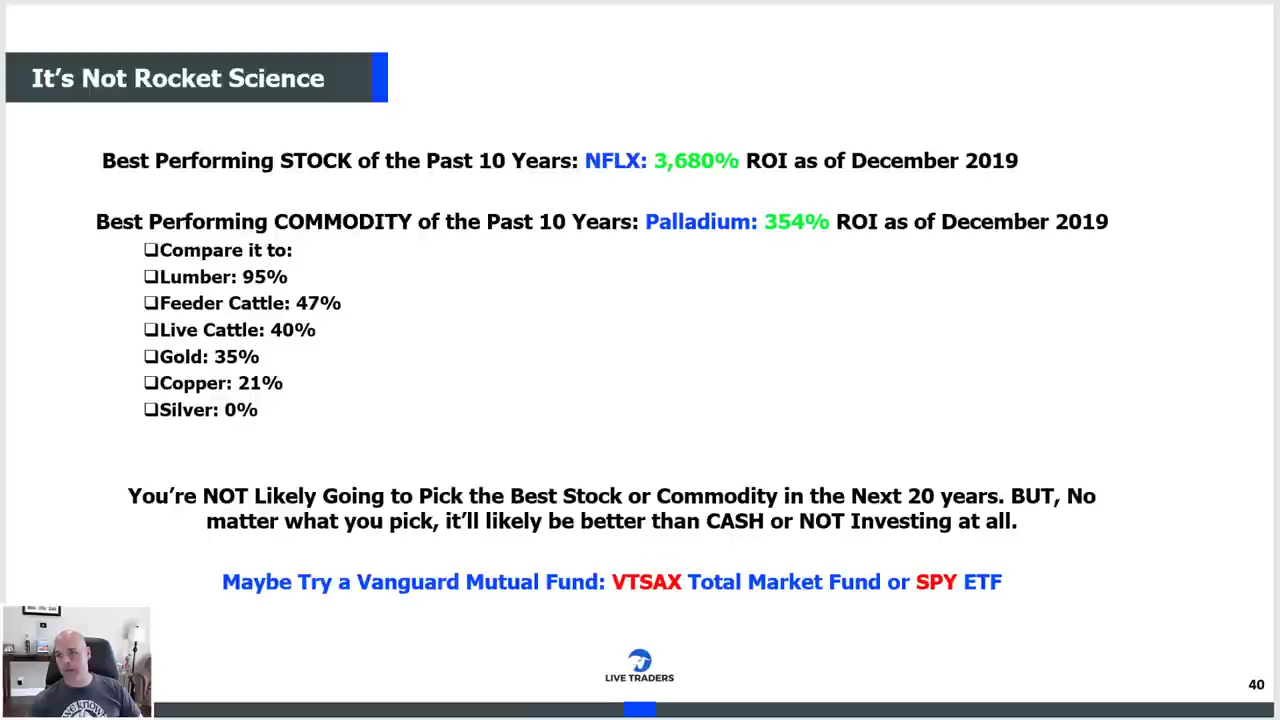 It's Not Rocket Science
Best Performing STOCK of the Past 10 Years: NFLX: 3,680% ROI as of December 2019
Best Performing COMMODITY of the Past 10 Years: Palladium: 354% ROI as of December 2019
❑Compare it to:
❑Lumber: 95%
❑Feeder Cattle: 47%
❑Live Cattle: 40%
❑Gold: 35%
❑Copper: 21%
❑Silver: 0%
You're NOT Likely Going to Pick the Best Stock or Commodity in the Next 20 years. BUT, No
matter what you pick, it'll likely be better than CASH or NOT Investing at all.
Maybe Try a Vanguard Mutual Fund: VTSAX Total Market Fund or SPY ETF
LIVE TRADERS
40